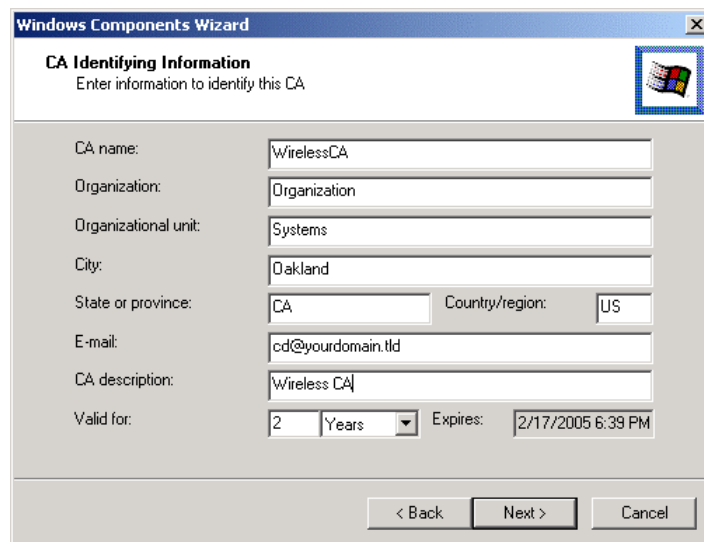 Windows Components Wizard
CA Identifying Information
Enter information to identify this CA
CA name: WirelessCA
Organization: Organization
Organizational unit: Systems
City: Oakland
State or province: CA Country/region: US
E-mail: cd@yourdomain.tld
CA description: Wireless CA
Valid for: 2 Years Expires: 2/17/2005 6:39 PM
< Back Next > Cancel